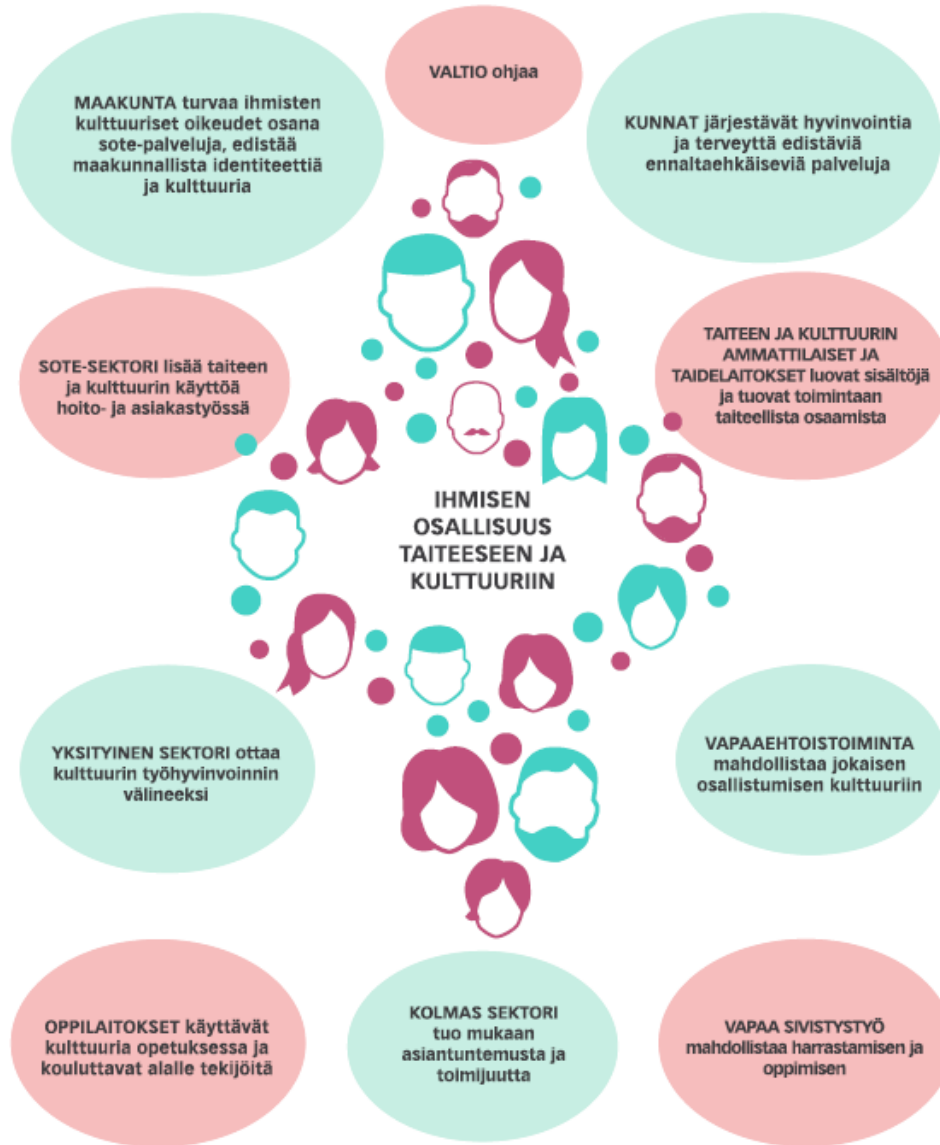 VALTIO ohjaa
MAAKUNTA turvaa ihmisten
kulttuuriset oikeudet osana
sote-palveluja, edistää
maakunnallista identiteettiä
ja kulttuuria
KUNNAT järjestävät hyvinvointia
ja terveyttä edistäviä
ennaltaehkäiseviä palveluja
SOTE-SEKTORI lisää taiteen
ja kulttuurin käyttöä
hoito- ja asiakastyössä
TAITEEN JA KULTTUURIN
AMMATTILAISET JA
TAIDELAITOKSET luovat sisältöjä
ja tuovat toimintaan
taiteellista osaamista
IHMISEN
OSALLISUUS
TAITEESEEN JA
KULTTUURIIN
YKSITYINEN SEKTORI ottaa
kulttuurin työhyvinvoinnin
välineeksi
VAPAAEHTOISTOIMINTA
mahdollistaa jokaisen
osallistumisen kulttuuriin
OPPILAITOKSET käyttävät
kulttuuria opetuksessa ja
kouluttavat alalle tekijöitä
KOLMAS SEKTORI
tuo mukaan
asiantuntemusta ja
toimijuutta
VAPAA SIVISTYSTYÖ
mahdollistaa harrastamisen ja
oppimisen